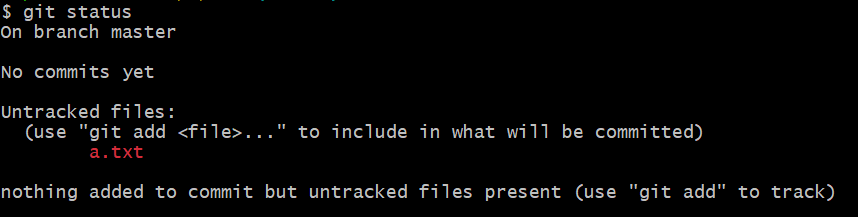 $ git status
On branch master
No commits yet
Untracked files:
(use "git add <file>..." to include in what will be committed)
a.txt
nothing added to commit but untracked files present (use "git add" to track)